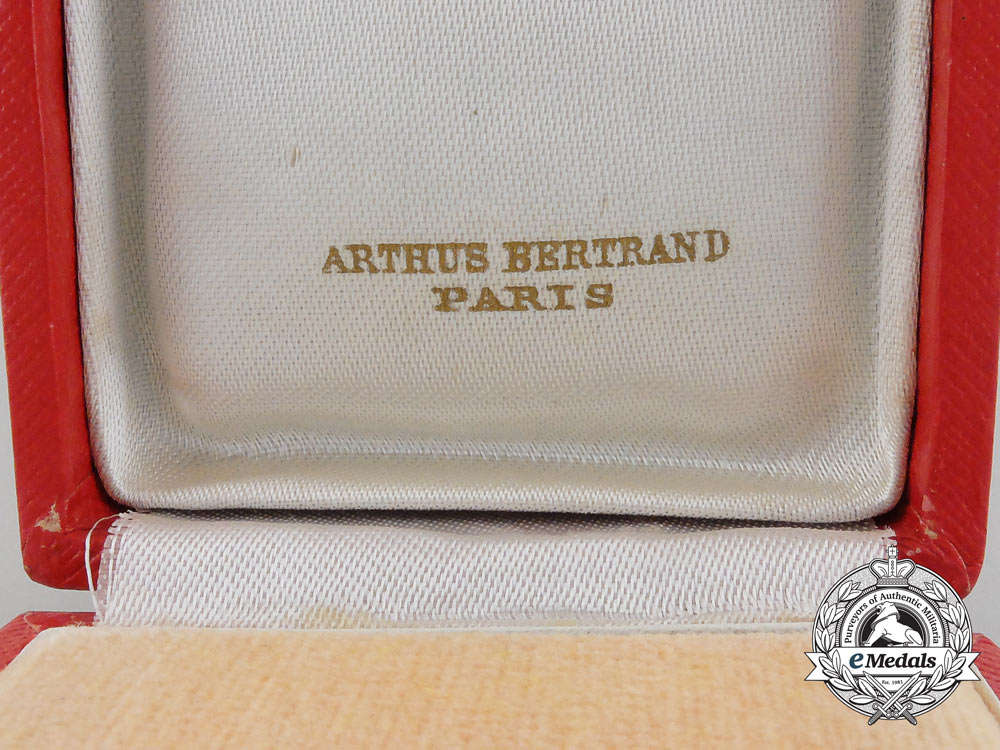 ARTHUS BERTRAND
PARIS
Purveyors of Authentic Militaria
eMedals
Est. 1981